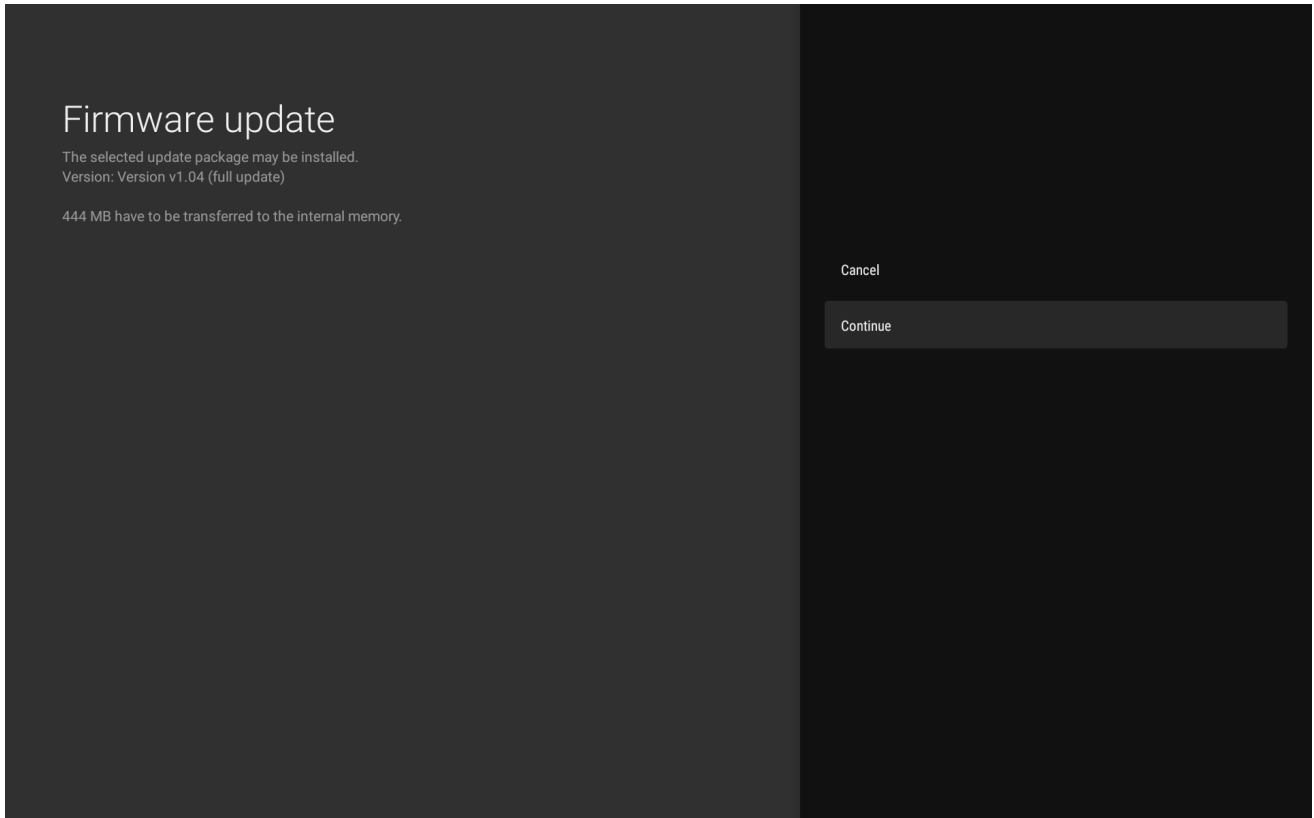 Firmware update
The selected update package may be installed.
Version: Version v1.04 (full update)
444 MB have to be transferred to the internal memory.
Cancel
Continue